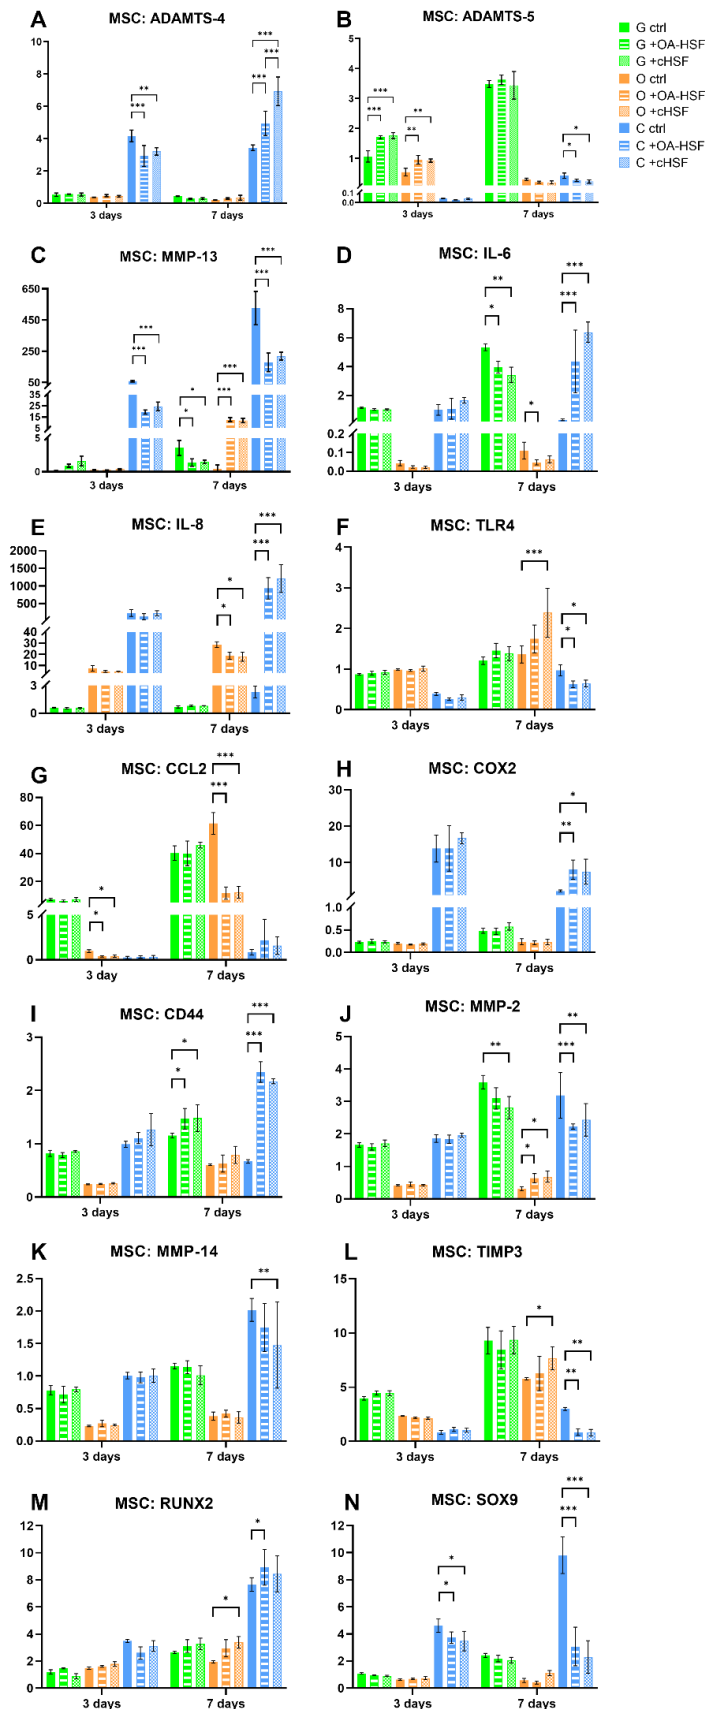 A
MSC: ADAMTS-4
10
8
6
4
2
0
***
**
***
***
***
***
3 days
7 days
B
MSC: ADAMTS-5
5
4
3
2
1
0.1
0.0
***
***
**
**
*
*
3 days
7 days
G ctrl
G +OA-HSF
G +cHSF
O ctrl
O +OA-HSF
O +cHSF
C ctrl
C +OA-HSF
C +cHSF
C
MSC: MMP-13
650
450
250
50
35
25
15
5
5
0
***
***
*
*
***
***
***
***
3 days
7 days
D
MSC: IL-6
8
6
4
2
0.2
0.1
0.0
**
*
*
***
***
3 days
7 days
E
MSC: IL-8
2000
1500
1000
500
40
30
20
10
3
0
*
*
***
***
3 days
7 days
F
MSC: TLR4
4
3
2
1
0
***
*
*
3 days
7 days
G
MSC: CCL2
80
60
40
20
5
0
*
*
***
***
3 day
7 days
H
MSC: COX2
30
20
10
1.0
0.5
0.0
*
**
3 days
7 days
I
MSC: CD44
3
2
1
0
*
*
***
***
3 days
7 days
J
MSC: MMP-2
5
4
3
2
1
0
**
*
*
**
***
3 days
7 days
K
MSC: MMP-14
2.5
2.0
1.5
1.0
0.5
0.0
**
3 days
7 days
L
MSC: TIMP3
15
10
5
0
*
**
**
3 days
7 days
M
MSC: RUNX2
12
10
8
6
4
2
0
*
*
3 days
7 days
N
MSC: SOX9
12
10
8
6
4
2
0
*
*
***
***
3 days
7 days